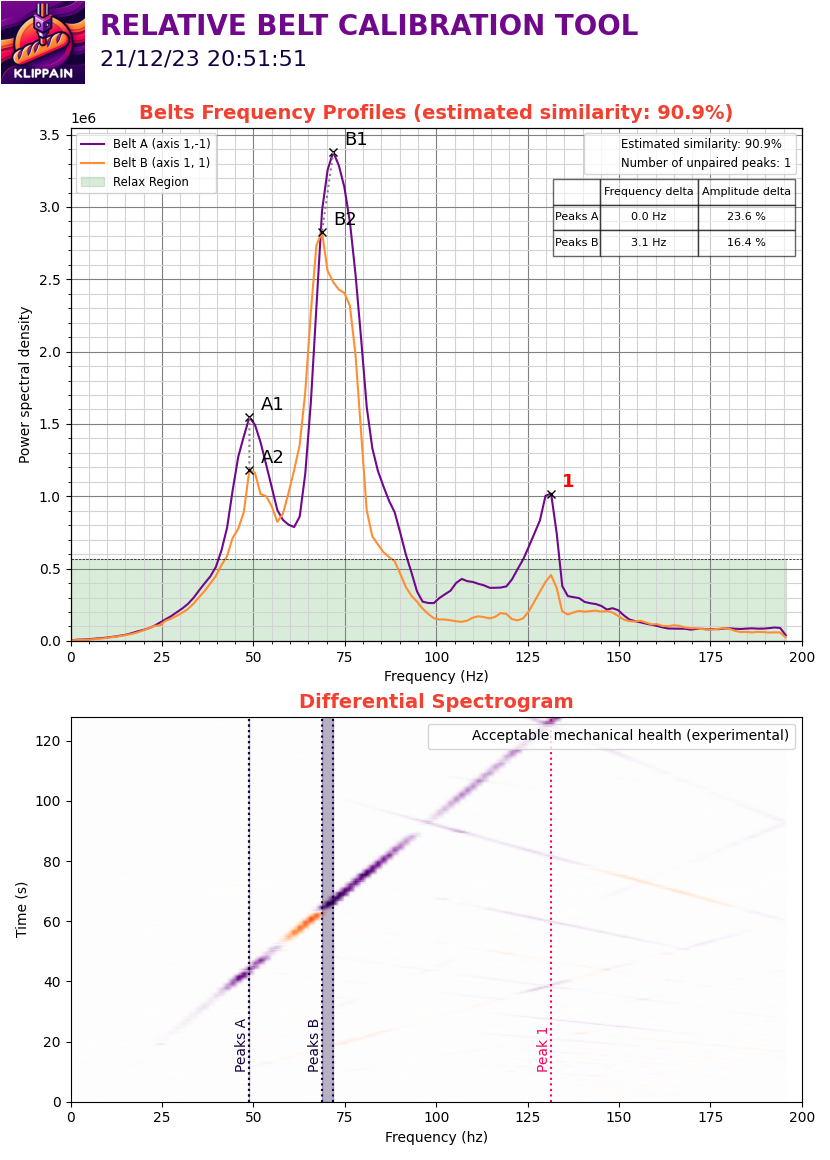 KLIPPAIN
RELATIVE BELT CALIBRATION TOOL
21/12/23 20:51:51
Belts Frequency Profiles (estimated similarity: 90.9%)
1e6
Belt A (axis 1,-1)
Belt B (axis 1, 1)
Relax Region
Estimated similarity: 90.9%
Number of unpaired peaks: 1
Frequency delta Amplitude delta
Peaks A 0.0 Hz 23.6 %
Peaks B 3.1 Hz 16.4 %
B1
B2
A1
A2
1
Power spectral density
3.5
3.0
2.5
2.0
1.5
1.0
0.5
0.0
0 25 50 75 100 125 150 175 200
Frequency (Hz)
Differential Spectrogram
Acceptable mechanical health (experimental)
Time (s)
120
100
80
60
40
20
0
Peaks A
Peaks B
Peak 1
0 25 50 75 100 125 150 175 200
Frequency (hz)